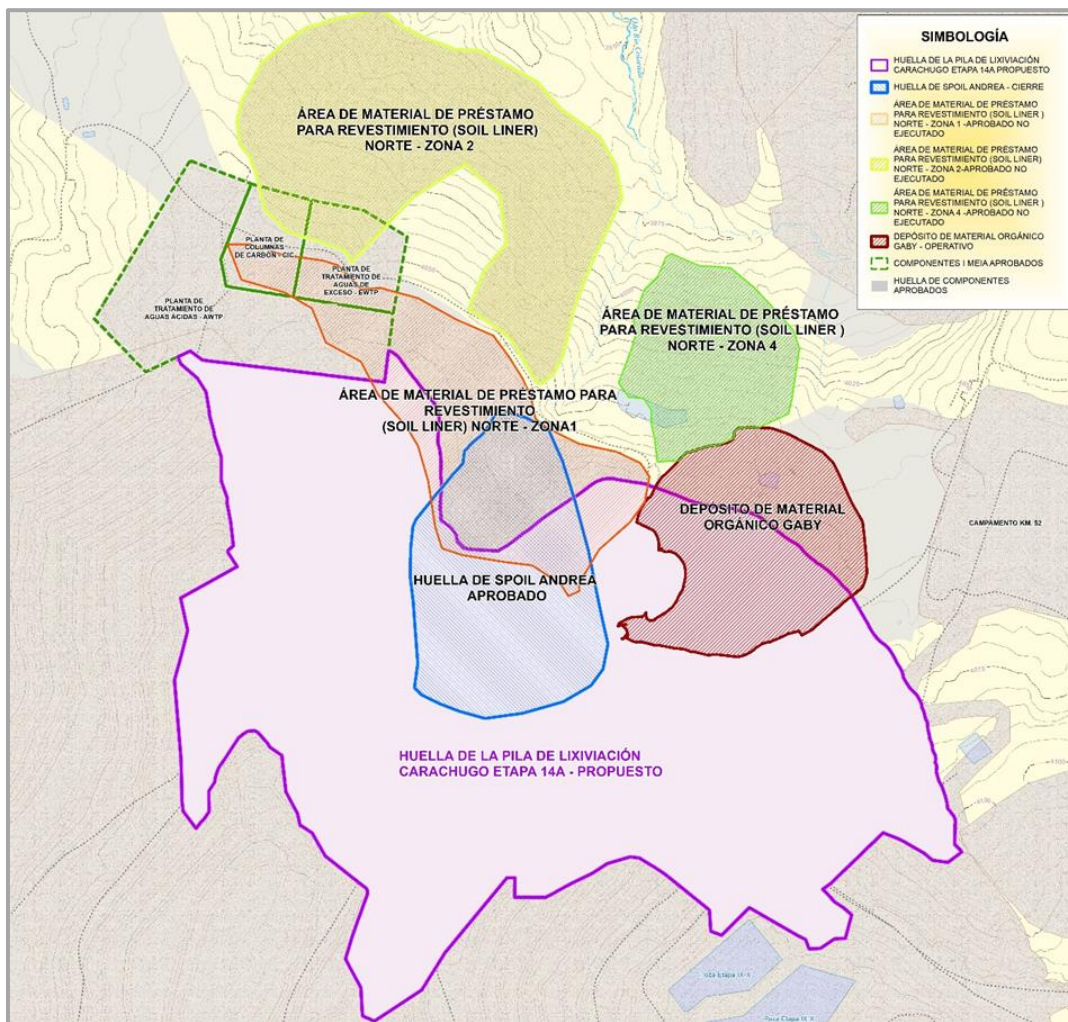 ÁREA DE MATERIAL DE PRÉSTAMO
PARA REVESTIMIENTO (SOIL LINER)
NORTE - ZONA 2
PLANTA DE
COLUMNAS
DE CARBÓN - CIC
PLANTA DE
TRATAMIENTO DE
AGUAS DE
EXCESO - EWTP
PLANTA DE
TRATAMIENTO DE
AGUAS ÁCIDAS - AWTP
ÁREA DE MATERIAL DE PRÉSTAMO
PARA REVESTIMIENTO (SOIL LINER )
NORTE - ZONA 4
ÁREA DE MATERIAL DE PRÉSTAMO PARA
REVESTIMIENTO
(SOIL LINER) NORTE - ZONA1
DEPÓSITO DE MATERIAL
ORGÁNICO GABY
CAMPAMENTO KM. 52
HUELLA DE SPOIL ANDREA
APROBADO
HUELLA DE LA PILA DE LIXIVIACIÓN
CARACHUGO ETAPA 14A - PROPUESTO
SIMBOLOGÍA
HUELLA DE LA PILA DE LIXIVIACIÓN
CARACHUGO ETAPA 14A PROPUESTO
HUELLA DE SPOIL ANDREA - CIERRE
ÁREA DE MATERIAL DE PRÉSTAMO
PARA REVESTIMIENTO (SOIL LINER )
NORTE - ZONA 1 -APROBADO NO
EJECUTADO
ÁREA DE MATERIAL DE PRÉSTAMO
PARA REVESTIMIENTO (SOIL LINER)
NORTE - ZONA 2-APROBADO NO
EJECUTADO
ÁREA DE MATERIAL DE PRÉSTAMO
PARA REVESTIMIENTO (SOIL LINER )
NORTE - ZONA 4 -APROBADO NO
EJECUTADO
DEPÓSITO DE MATERIAL ORGÁNICO
GABY - OPERATIVO
COMPONENTES I MEIA APROBADOS
HUELLA DE COMPONENTES
APROBADOS